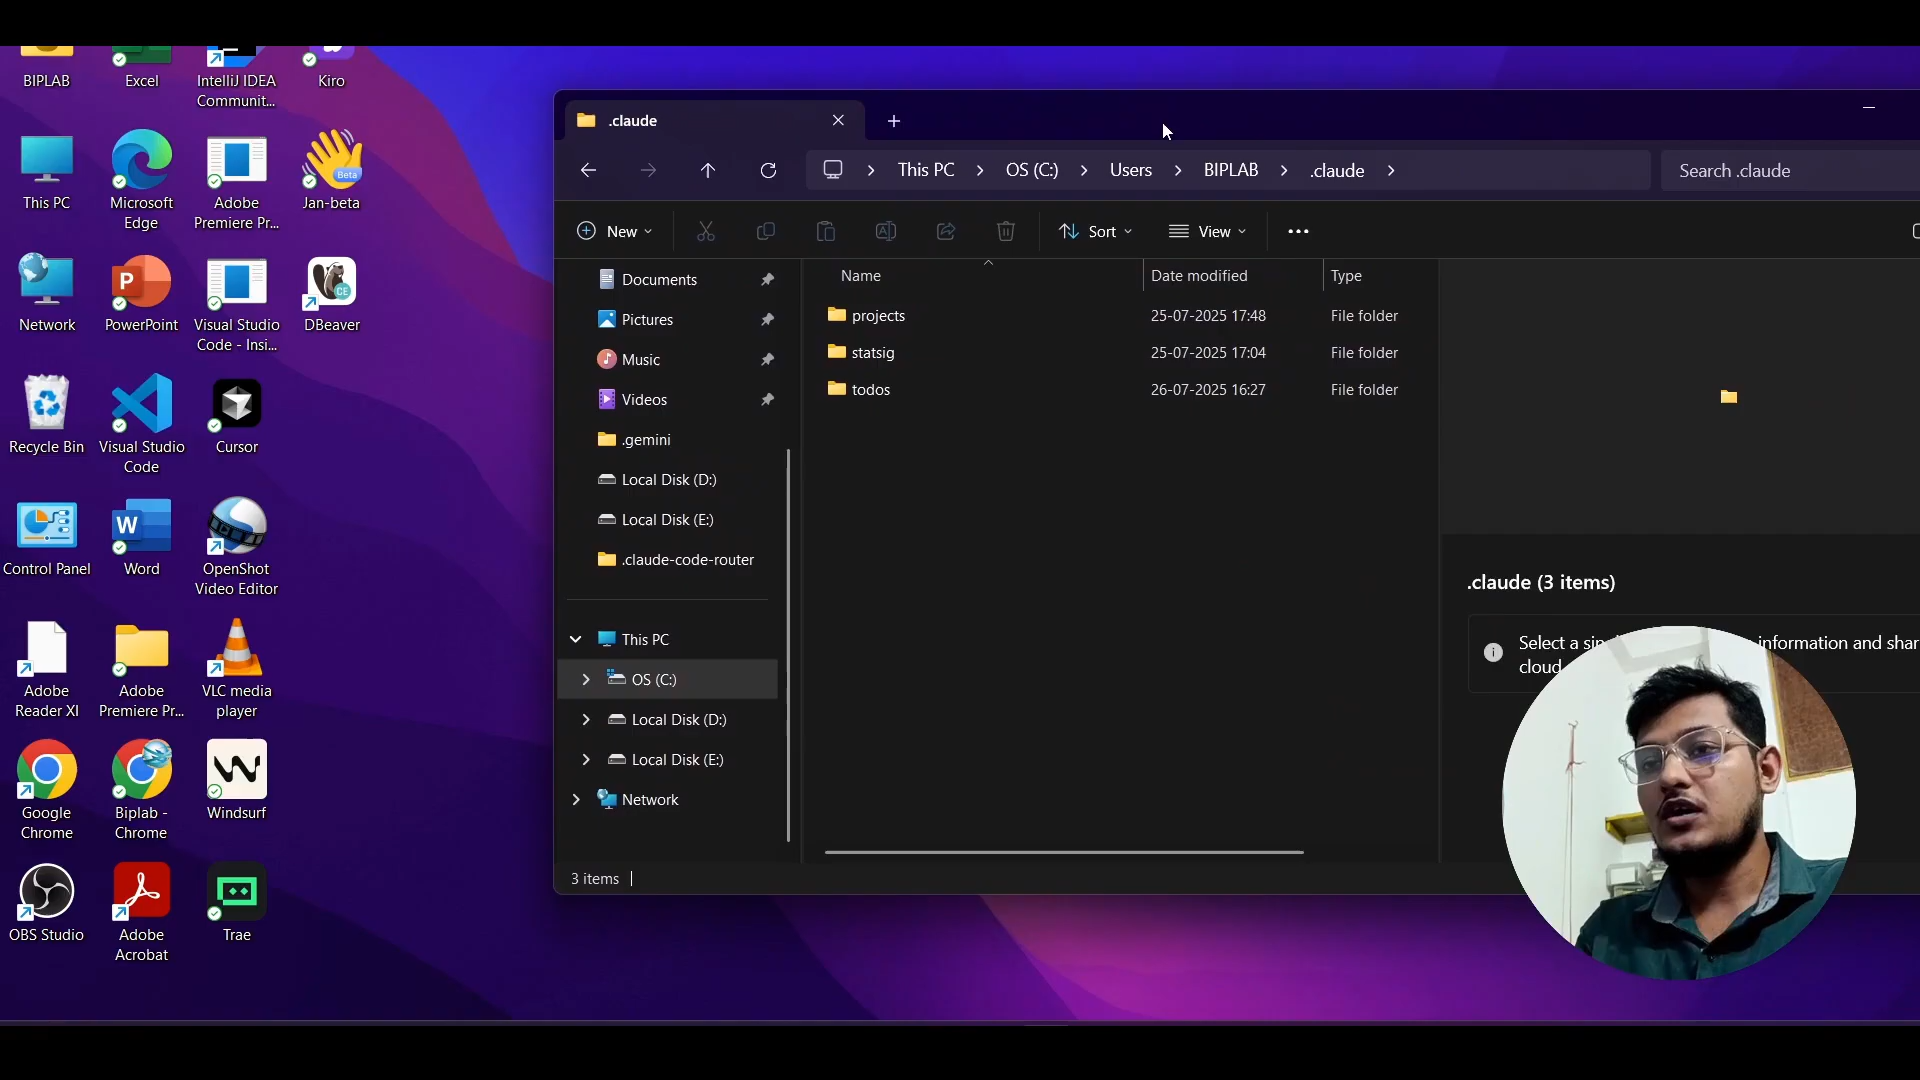 BIPLAB
Excel
IntelliJ IDEA
Communit...
Kiro
This PC
Microsoft
Edge
Adobe
Premiere Pr...
Beta
Jan-beta
Network
P
PowerPoint
Visual Studio
Code - Insi...
CE
DBeaver
Recycle Bin
Visual Studio
Code
Cursor
Control Panel
W
Word
OpenShot
Video Editor
Adobe
Reader XI
Adobe
Premiere Pr...
VLC media
player
Google
Chrome
Biplab -
Chrome
Windsurf
OBS Studio
Adobe
Acrobat
Trae
.claude
This PC
OS (C:)
Users
BIPLAB
.claude
Search .claude
New
Sort
View
Documents
Pictures
Music
Videos
.gemini
Local Disk (D:)
Local Disk (E:)
.claude-code-router
This PC
OS (C:)
Local Disk (D:)
Local Disk (E:)
Network
Name Date modified Type
projects 25-07-2025 17:48 File folder
statsig 25-07-2025 17:04 File folder
todos 26-07-2025 16:27 File folder
.claude (3 items)
Select a information and
cloud
3 items